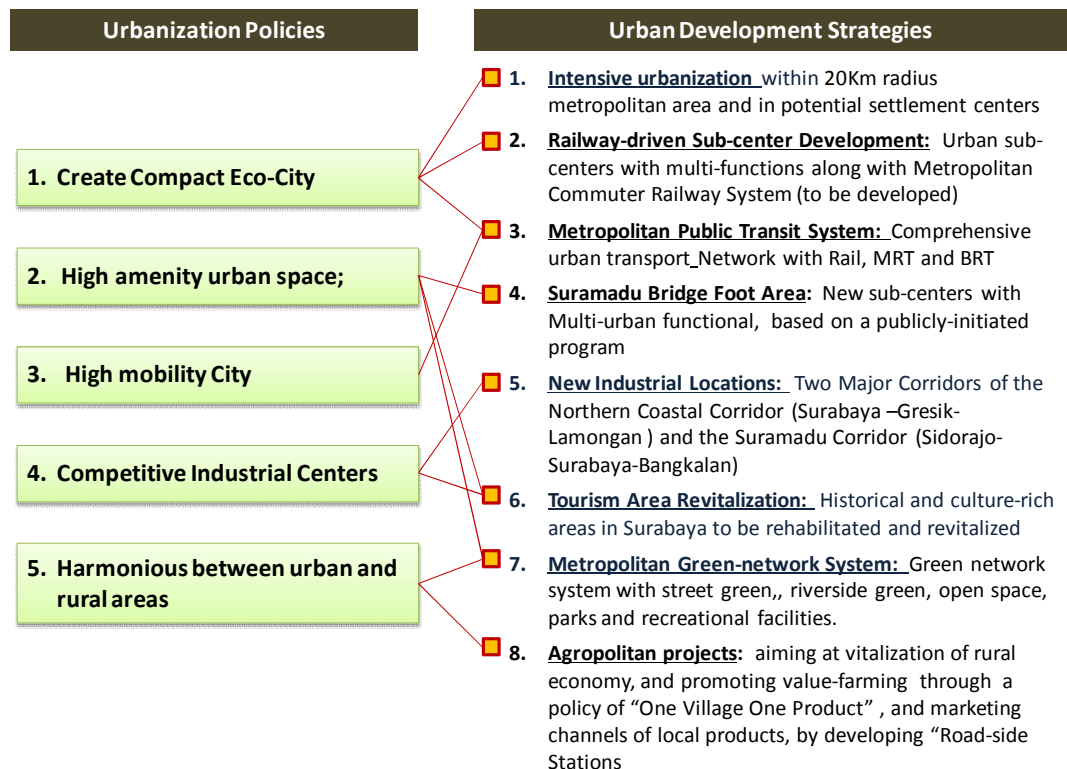 Urbanization Policies
Urban Development Strategies
1. Create Compact Eco-City
2. High amenity urban space;
3. High mobility City
4. Competitive Industrial Centers
5. Harmonious between urban and
rural areas
1. Intensive urbanization within 20Km radius
metropolitan area and in potential settlement centers
2. Railway-driven Sub-center Development: Urban sub-
centers with multi-functions along with Metropolitan
Commuter Railway System (to be developed)
3. Metropolitan Public Transit System: Comprehensive
urban transport_Network with Rail, MRT and BRT
4. Suramadu Bridge Foot Area: New sub-centers with
Multi-urban functional, based on a publicly-initiated
program
5. New Industrial Locations: Two Major Corridors of the
Northern Coastal Corridor (Surabaya –Gresik-
Lamongan ) and the Suramadu Corridor (Sidorajo-
Surabaya-Bangkalan)
6. Tourism Area Revitalization: Historical and culture-rich
areas in Surabaya to be rehabilitated and revitalized
7. Metropolitan Green-network System: Green network
system with street green,, riverside green, open space,
parks and recreational facilities.
8. Agropolitan projects: aiming at vitalization of rural
economy, and promoting value-farming through a
policy of “One Village One Product” , and marketing
channels of local products, by developing “Road-side
Stations